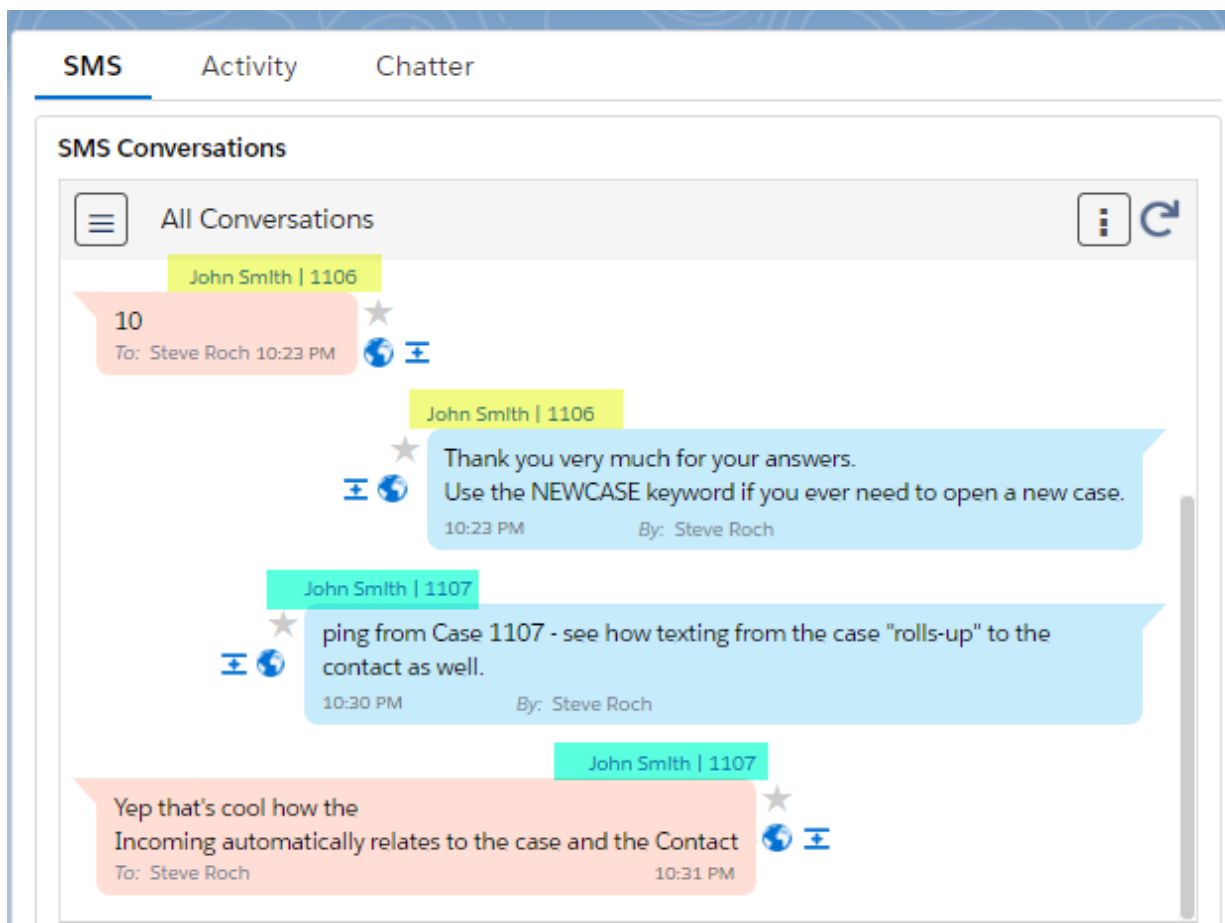 SMS Activity Chatter
SMS Conversations
All Conversations
John Smith | 1106
10
To: Steve Roch 10:23 PM
John Smith | 1106
Thank you very much for your answers.
Use the NEWCASE keyword if you ever need to open a new case.
10:23 PM By: Steve Roch
John Smith | 1107
ping from Case 1107 - see how texting from the case "rolls-up" to the
contact as well.
10:30 PM By: Steve Roch
John Smith | 1107
Yep that's cool how the
Incoming automatically relates to the case and the Contact
To: Steve Roch 10:31 PM